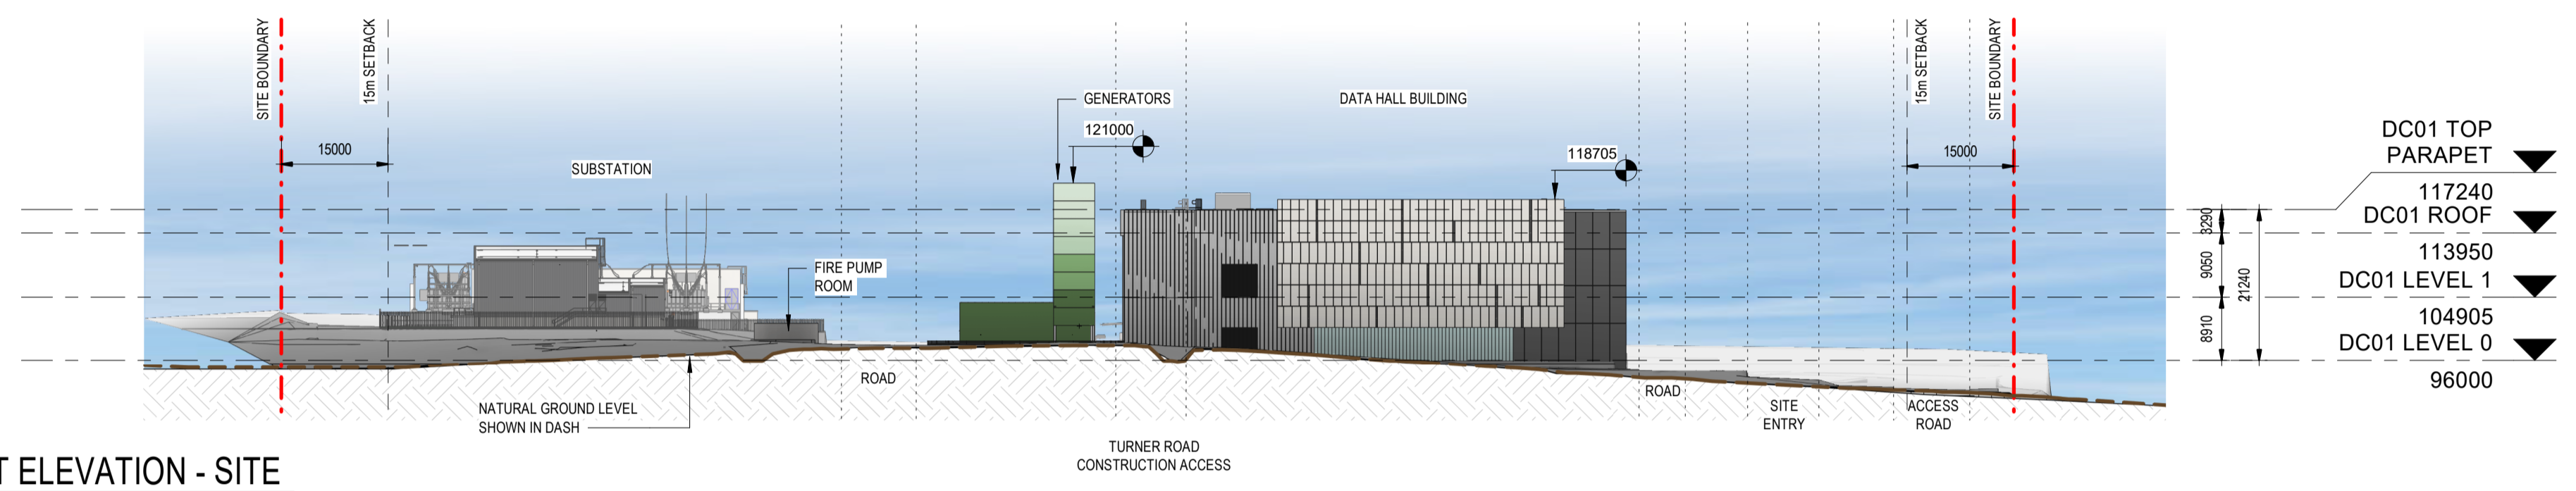 SITE BOUNDARY
15m SETBACK
15000
SUBSTATION
FIRE PUMP
ROOM
GENERATORS
121000
DATA HALL BUILDING
118705
15m SETBACK
SITE BOUNDARY
15000
DC01 TOP
PARAPET
117240
DC01 ROOF
113950
DC01 LEVEL 1
104905
DC01 LEVEL 0
96000
3290
9050
8910
21240
NATURAL GROUND LEVEL
SHOWN IN DASH
ROAD
TURNER ROAD
CONSTRUCTION ACCESS
ROAD
SITE
ENTRY
ACCESS
ROAD
T ELEVATION - SITE